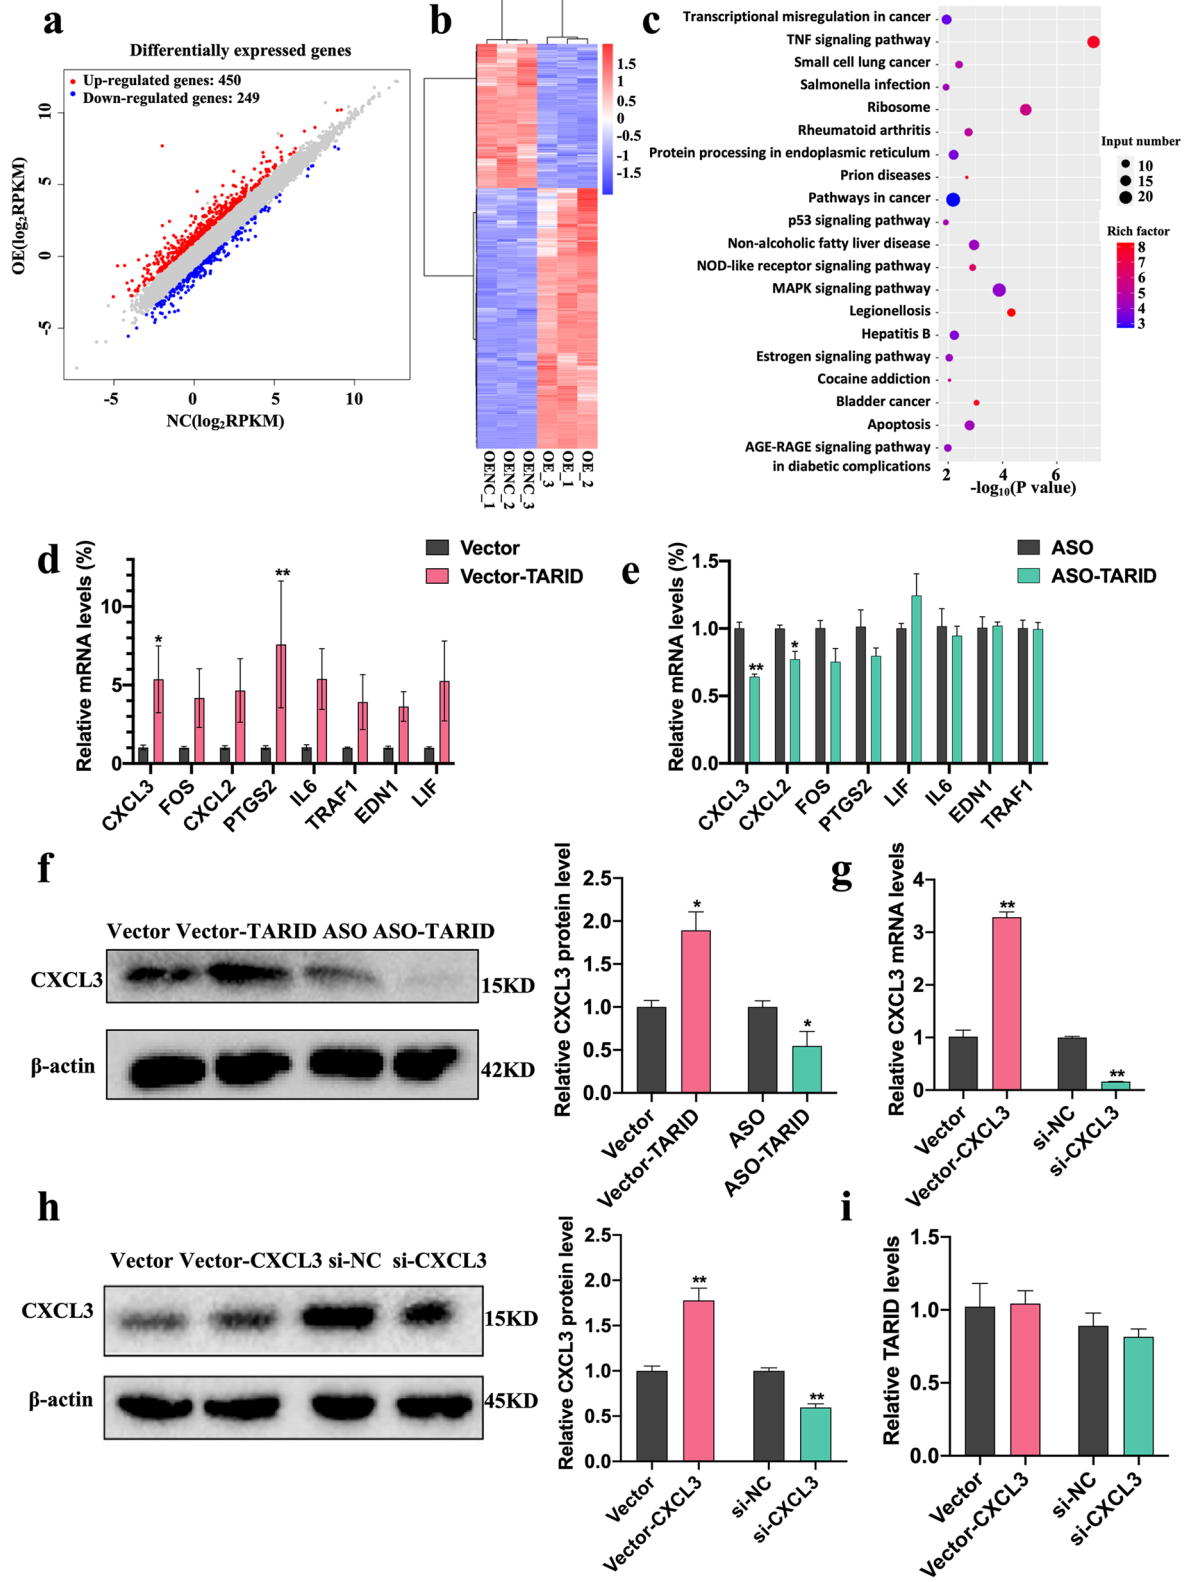 a
Differentially expressed genes
Up-regulated genes: 450
Down-regulated genes: 249
OE(log2RPKM)
10
5
0
-5
-5
0
5
10
NC(log2RPKM)
b
1.5
1
0.5
0
-0.5
-1
-1.5
OENC_1
OENC_2
OENC_3
OE_3
OE_1
OE_2
c
Transcriptional misregulation in cancer
TNF signaling pathway
Small cell lung cancer
Salmonella infection
Ribosome
Rheumatoid arthritis
Protein processing in endoplasmic reticulum
Prion diseases
Pathways in cancer
p53 signaling pathway
Non-alcoholic fatty liver disease
NOD-like receptor signaling pathway
MAPK signaling pathway
Legionellosis
Hepatitis B
Estrogen signaling pathway
Cocaine addiction
Bladder cancer
Apoptosis
AGE-RAGE signaling pathway
in diabetic complications
2
4
6
-log10(P value)
Input number
10
15
20
Rich factor
8
7
6
5
4
3
d
Vector
Vector-TARID
Relative mRNA levels (%)
10
5
0
*
**
CXCL3
FOS
CXCL2
PTGS2
IL6
TRAF1
EDN1
LIF
e
ASO
ASO-TARID
Relative mRNA levels (%)
1.5
1.0
0.5
0.0
**
*
CXCL3
CXCL2
FOS
PTGS2
LIF
IL6
EDN1
TRAF1
f
Vector Vector-TARID ASO ASO-TARID
CXCL3
15KD
β-actin
42KD
Relative CXCL3 protein level
2.5
2.0
1.5
1.0
0.5
0.0
*
*
Vector
Vector-TARID
ASO
ASO-TARID
g
Relative CXCL3 mRNA levels
4
3
2
1
0
**
**
Vector
Vector-CXCL3
si-NC
si-CXCL3
h
Vector Vector-CXCL3 si-NC si-CXCL3
CXCL3
15KD
β-actin
45KD
Relative CXCL3 protein level
2.5
2.0
1.5
1.0
0.5
0.0
**
**
Vector
Vector-CXCL3
si-NC
si-CXCL3
i
Relative TARID levels
1.5
1.0
0.5
0.0
Vector
Vector-CXCL3
si-NC
si-CXCL3